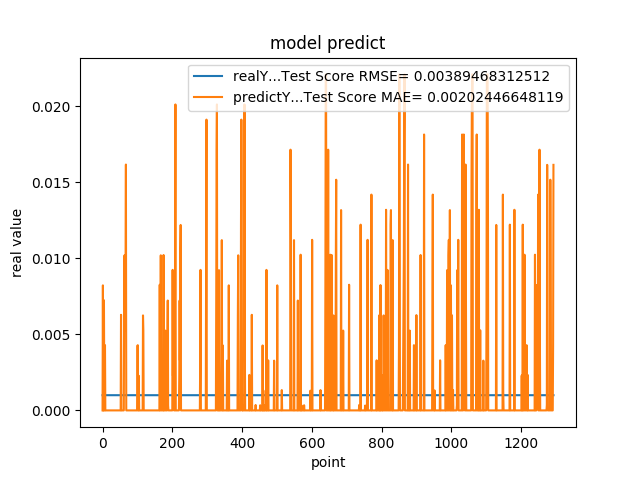 model predict
realY...Test Score RMSE= 0.00389468312512
predictY...Test Score MAE= 0.00202446648119
0.020
0.015
0.010
0.005
0.000
real value
0 200 400 600 800 1000 1200
point